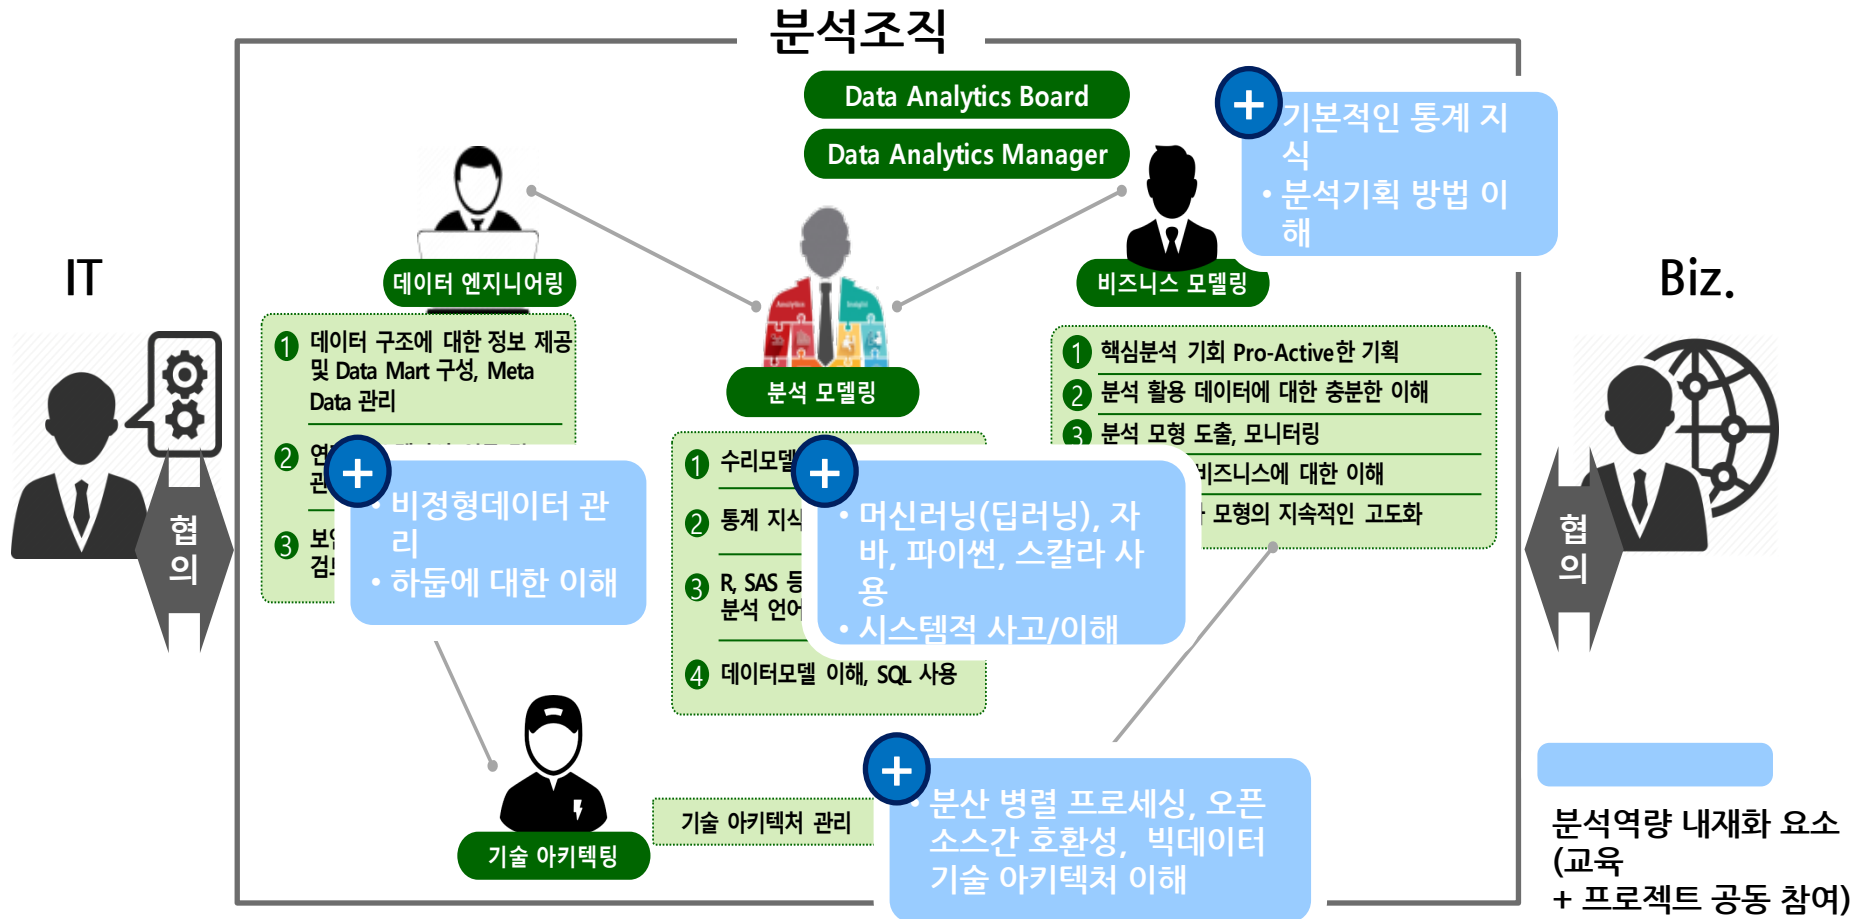 분석조직
Data Analytics Board
Data Analytics Manager
+
기본적인 통계 지
식
• 분석기획 방법 이
해
IT
Biz.
데이터 엔지니어링
1 데이터 구조에 대한 정보 제공
및 Data Mart 구성, Meta
Data 관리
2
관
3
+
• 비정형데이터 관
리
• 하둡에 대한 이해
Analytics
Insight
분석 모델링
1 수리모델
2 통계 지식
3 R, SAS 등
분석 언어
4 데이터모델 이해, SQL 사용
+
• 머신러닝(딥러닝), 자
바, 파이썬, 스칼라 사
용
• 시스템적 사고/이해
비즈니스 모델링
1 핵심분석 기회 Pro-Active한 기획
2 분석 활용 데이터에 대한 충분한 이해
3 분석 모형 도출, 모니터링
비즈니스에 대한 이해
모형의 지속적인 고도화
협
의
협
의
기술 아키텍팅
기술 아키텍처 관리
+
• 분산 병렬 프로세싱, 오픈
소스간 호환성, 빅데이터
기술 아키텍처 이해
분석역량 내재화 요소
(교육
+ 프로젝트 공동 참여)